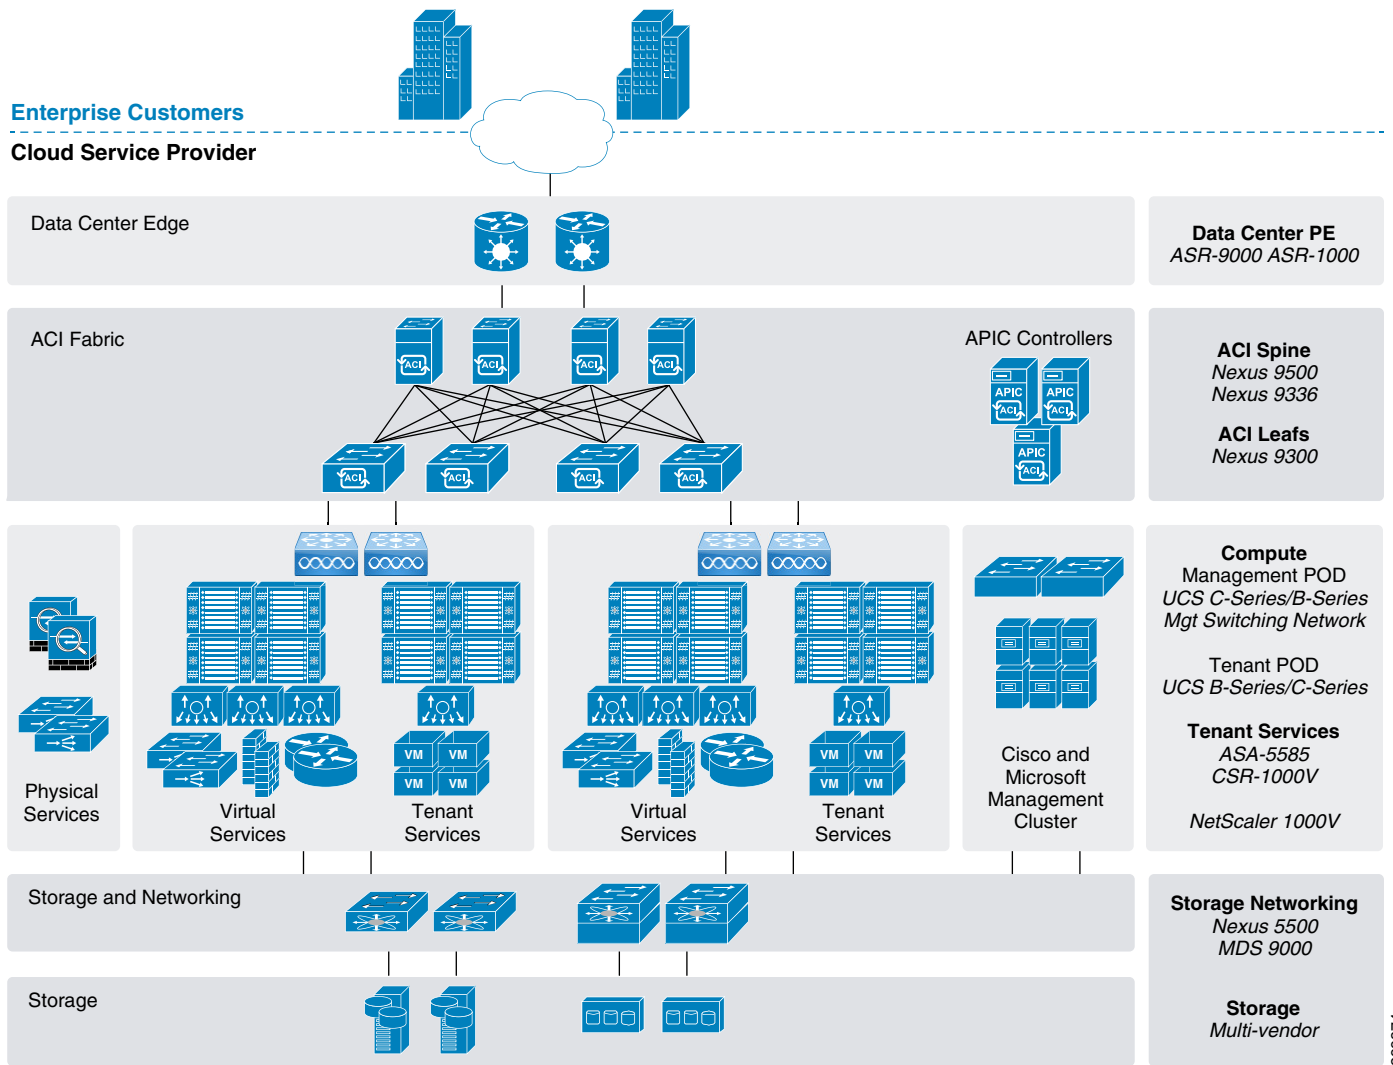 Enterprise Customers
Cloud Service Provider
Data Center Edge
Data Center PE
ASR-9000 ASR-1000
ACI Fabric
ACI
ACI
ACI
ACI
ACI
ACI
ACI
ACI
APIC Controllers
APIC
ACI
APIC
ACI
APIC
ACI
ACI Spine
Nexus 9500
Nexus 9336
ACI Leafs
Nexus 9300
Physical
Services
VM
VM
VM
VM
Virtual
Services
Tenant
Services
VM
VM
VM
VM
Virtual
Services
Tenant
Services
Cisco and
Microsoft
Management
Cluster
Compute
Management POD
UCS C-Series/B-Series
Mgt Switching Network
Tenant POD
UCS B-Series/C-Series
Tenant Services
ASA-5585
CSR-1000V
NetScaler 1000V
Storage and Networking
Storage Networking
Nexus 5500
MDS 9000
Storage
Storage
Multi-vendor